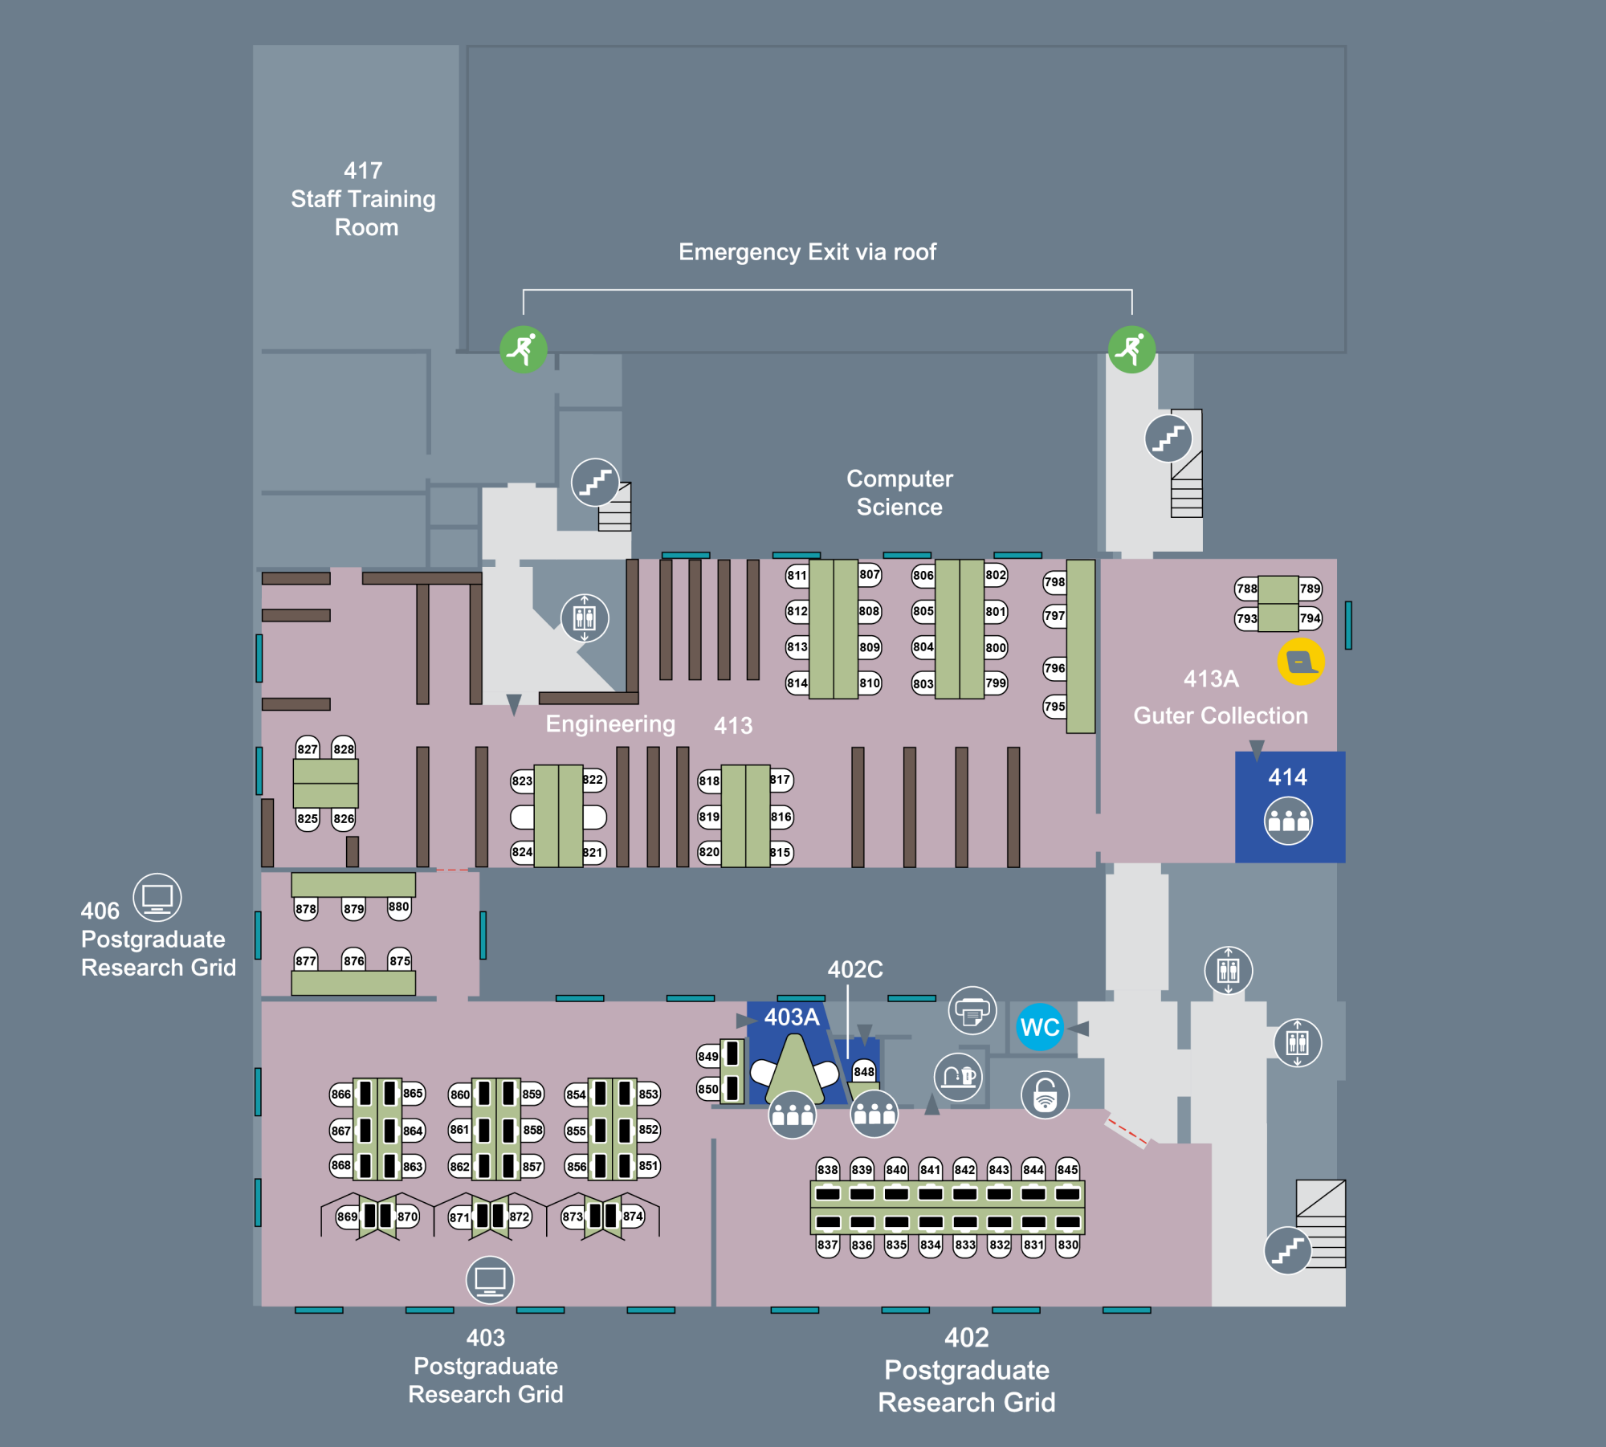 417
Staff Training
Room
Emergency Exit via roof
Computer
Science
811 807 806 802 798
812 808 805 801 797
813 809 804 800 796
814 810 803 799 795
788 789
793 794
413A
Guter Collection
Engineering 413
414
827 828
825 826
823 822
824 821
818 817
819 816
820 815
406
Postgraduate
Research Grid
878 879 880
877 876 875
402C
403A
WC
849
850
848
866 865 860 859 854 853
867 864 861 858 855 852
868 863 862 857 856 851
869 870 871 872 873 874
838 839 840 841 842 843 844 845
837 836 835 834 833 832 831 830
403
Postgraduate
Research Grid
402
Postgraduate
Research Grid